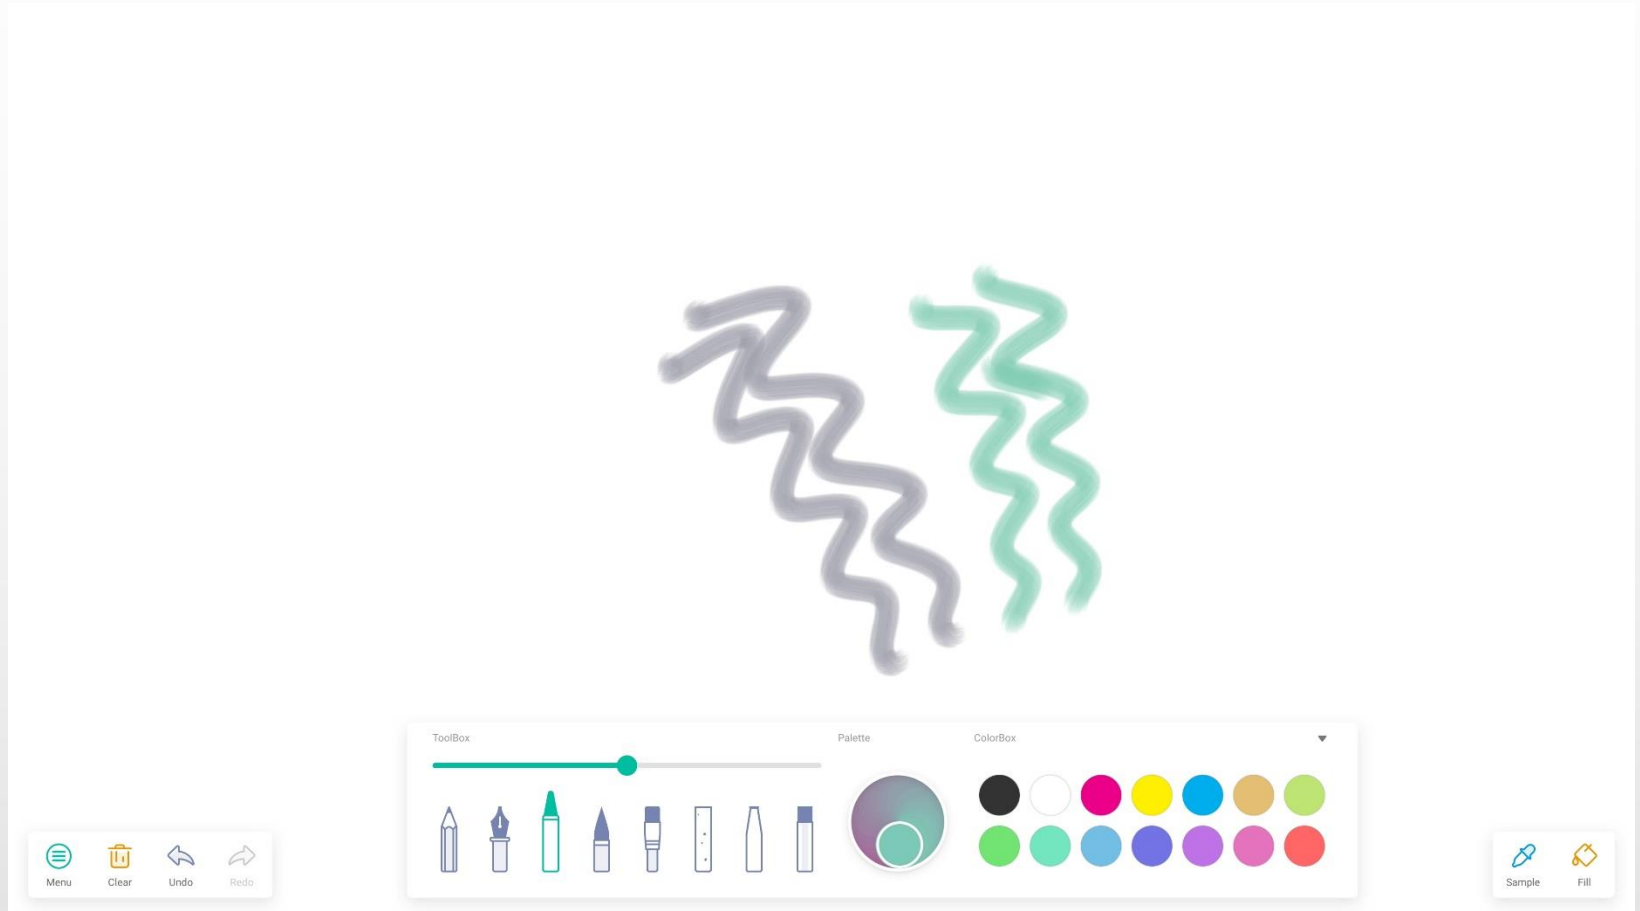 ToolBox
Palette
ColorBox
Menu
Clear
Undo
Redo
Sample
Fill